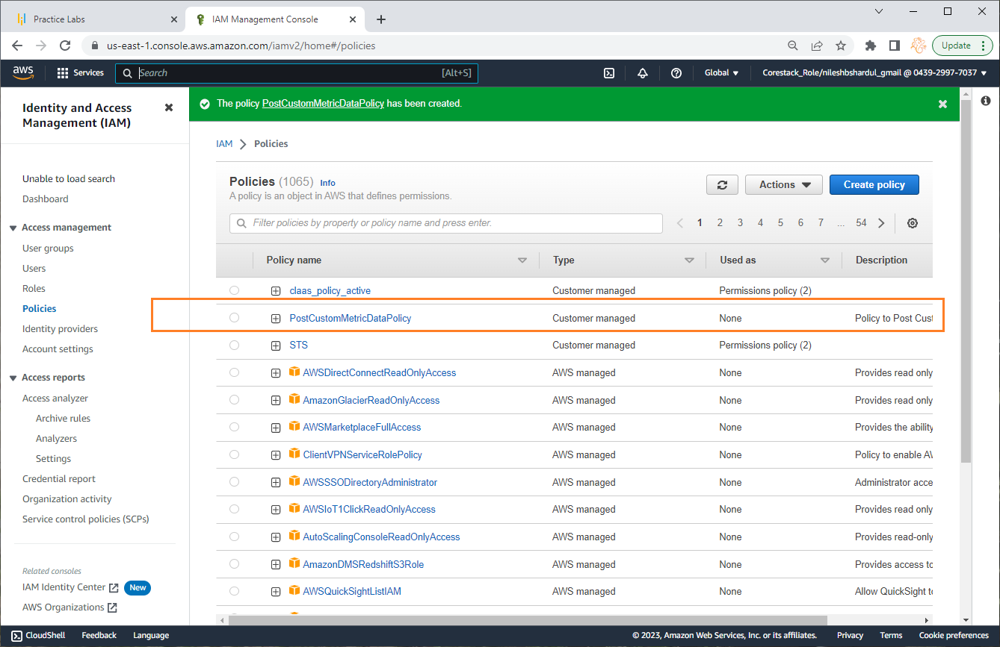 Practice Labs
IAM Management Console
us-east-1.console.aws.amazon.com/iamv2/home#/policies
Update
aws
Services
Search
[Alt+S]
Global
Corestack_Role/nileshbshardul_gmail @ 0439-2997-7037
Identity and Access
Management (IAM)
Unable to load search
Dashboard
Access management
User groups
Users
Roles
Policies
Identity providers
Account settings
Access reports
Access analyzer
Archive rules
Analyzers
Settings
Credential report
Organization activity
Service control policies (SCPs)
Related consoles
IAM Identity Center New
AWS Organizations
The policy PostCustomMetricDataPolicy has been created.
IAM > Policies
Policies (1065) Info
A policy is an object in AWS that defines permissions.
Actions
Create policy
Filter policies by property or policy name and press enter.
< 1 2 3 4 5 6 7 ... 54 >
Policy name Type Used as Description
claas_policy_active Customer managed Permissions policy (2)
PostCustomMetricDataPolicy Customer managed None Policy to Post Cust
STS Customer managed Permissions policy (2)
AWSDirectConnectReadOnlyAccess AWS managed None Provides read only
AmazonGlacierReadOnlyAccess AWS managed None Provides read only
AWSMarketplaceFullAccess AWS managed None Provides the ability
ClientVPNServiceRolePolicy AWS managed None Policy to enable AW
AWSSSODirectoryAdministrator AWS managed None Administrator acce
AWSIoT1ClickReadOnlyAccess AWS managed None Provides read only
AutoScalingConsoleReadOnlyAccess AWS managed None Provides read-only
AmazonDMSRedshiftS3Role AWS managed None Provides access to
AWSQuickSightListIAM AWS managed None Allow QuickSight to
CloudShell Feedback Language © 2023, Amazon Web Services, Inc. or its affiliates. Privacy Terms Cookie preferences